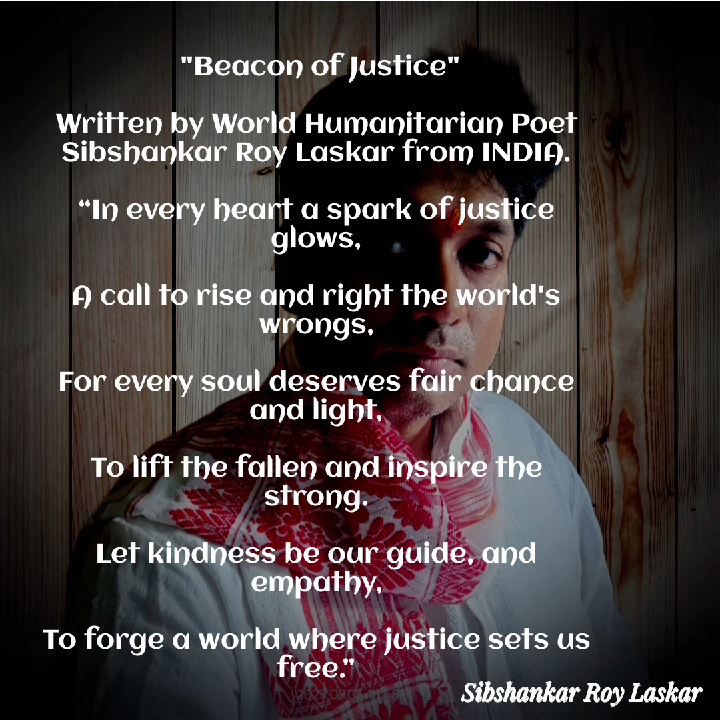 "Beacon of Justice"
Written by World Humanitarian Poet
Sibshankar Roy Laskar from INDIA.
“In every heart a spark of justice
glows,
A call to rise and right the world's
wrongs,
For every soul deserves fair chance
and light,
To lift the fallen and inspire the
strong.
Let kindness be our guide, and
empathy,
To forge a world where justice sets us
free."
Sibshankar Roy Laskar